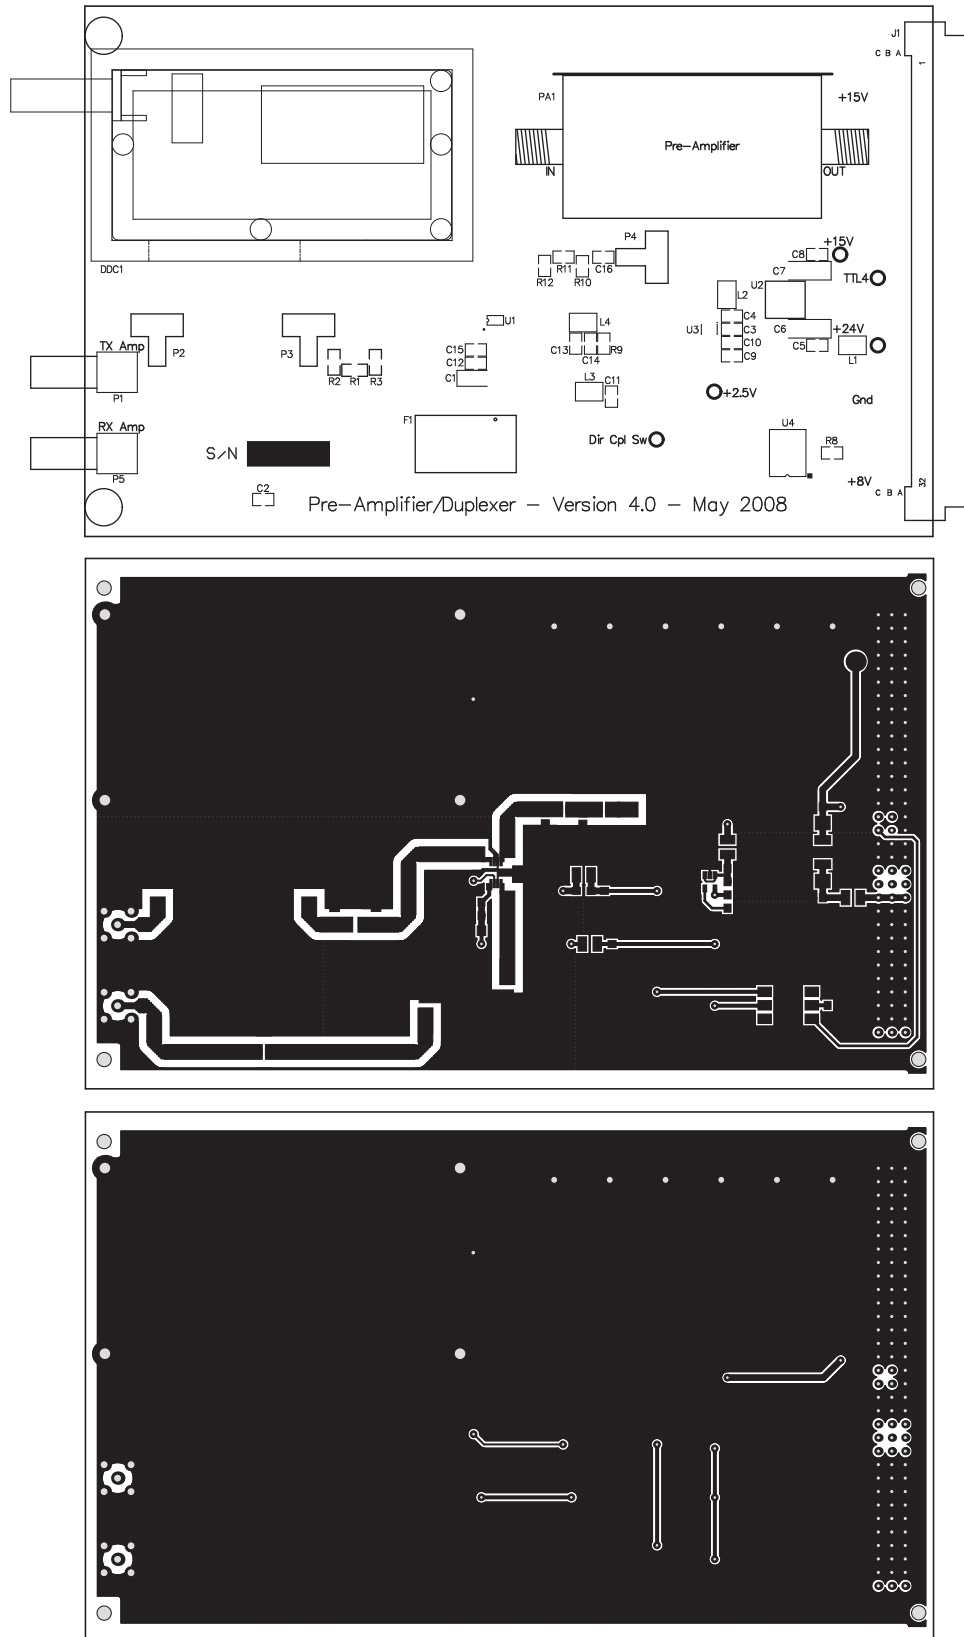 J1
C B A
1
PA1
+15V
Pre-Amplifier
IN
OUT
DDC1
P4
R12
R11
R10
C16
+15V
C8
C7
TTL4
U2
L2
C6
+24V
C5
L1
U3
C4
C3
C10
C9
U1
L4
C15
C12
C1
C13
C14
R9
L3
C11
+2.5V
Gnd
TX Amp
P2
P3
R2
R1
R3
P1
RX Amp
P5
F1
S/N
Dir Cpl Sw
U4
R8
+8V
C B A
32
C2
Pre-Amplifier/Duplexer - Version 4.0 - May 2008